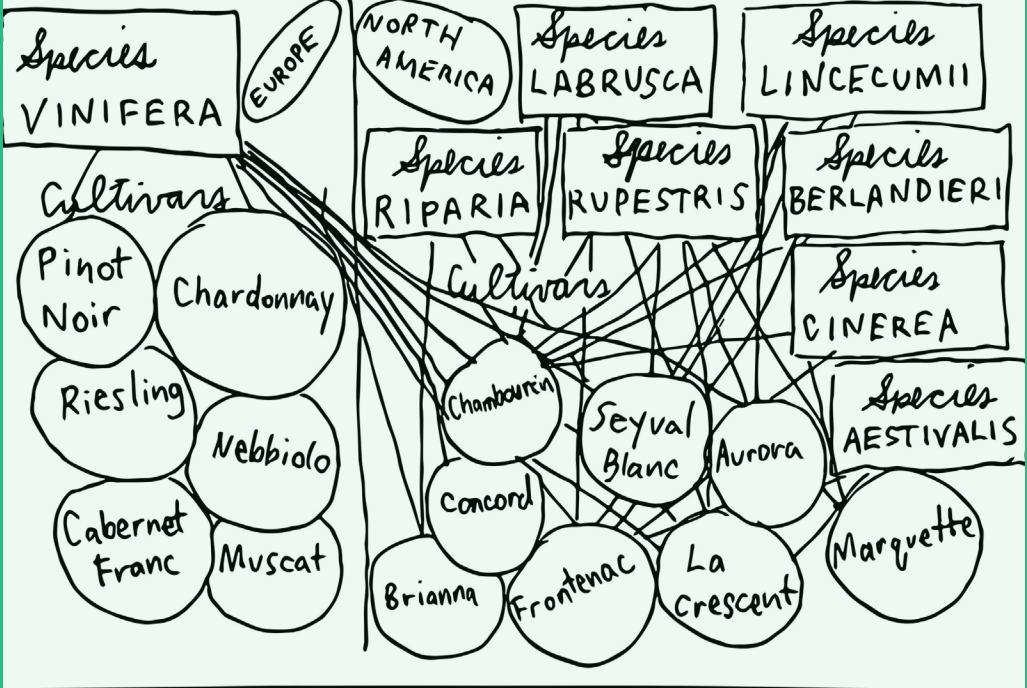 Species
VINIFERA
EUROPE
Cultivars
Pinot
Noir
Chardonnay
Riesling
Nebbiolo
Cabernet
Franc
Muscat
NORTH
AMERICA
Species
LABRUSCA
Species
LINCECUMII
Species
RIPARIA
Species
RUPESTRIS
Species
BERLANDIERI
Cultivars
Species
CINEREA
Species
AESTIVALIS
Chambourcin
Seyval
Blanc
Aurora
Concord
Brianna
Frontenac
La
Crescent
Marquette